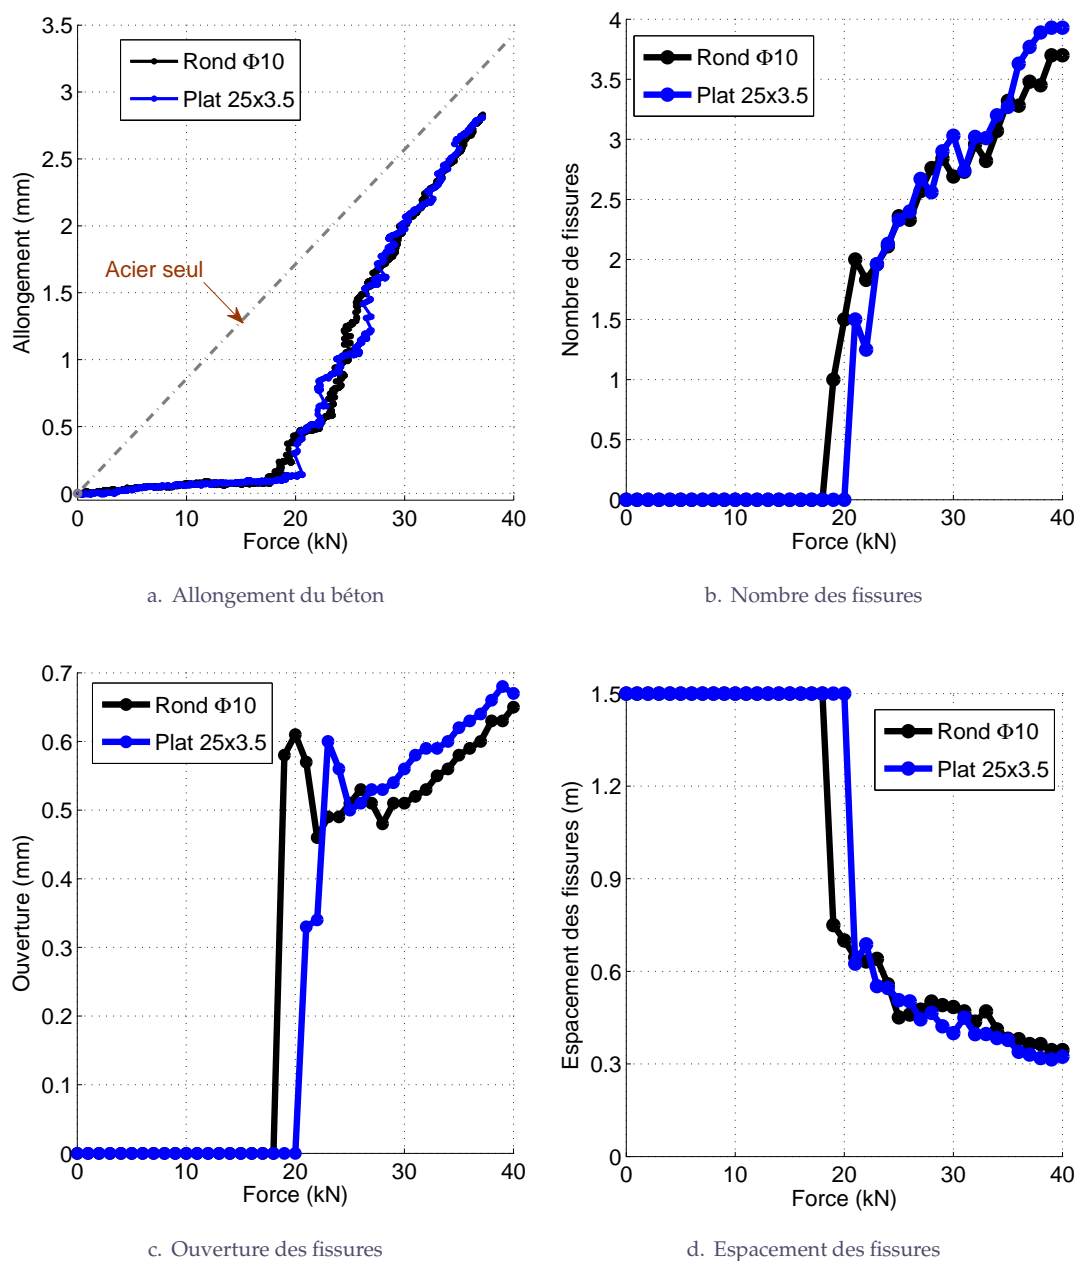 3.5
3
2.5
2
1.5
1
0.5
0
Allongement (mm)
Rond Φ10
Plat 25x3.5
Acier seul
0 10 20 30 40
Force (kN)
a. Allongement du béton
4
3.5
3
2.5
2
1.5
1
0.5
0
Nombre de fissures
Rond Φ10
Plat 25x3.5
0 10 20 30 40
Force (kN)
b. Nombre des fissures
0.7
0.6
0.5
0.4
0.3
0.2
0.1
0
Ouverture (mm)
Rond Φ10
Plat 25x3.5
0 10 20 30 40
Force (kN)
c. Ouverture des fissures
1.5
1.2
0.9
0.6
0.3
0
Espacement des fissures (m)
Rond Φ10
Plat 25x3.5
0 10 20 30 40
Force (kN)
d. Espacement des fissures